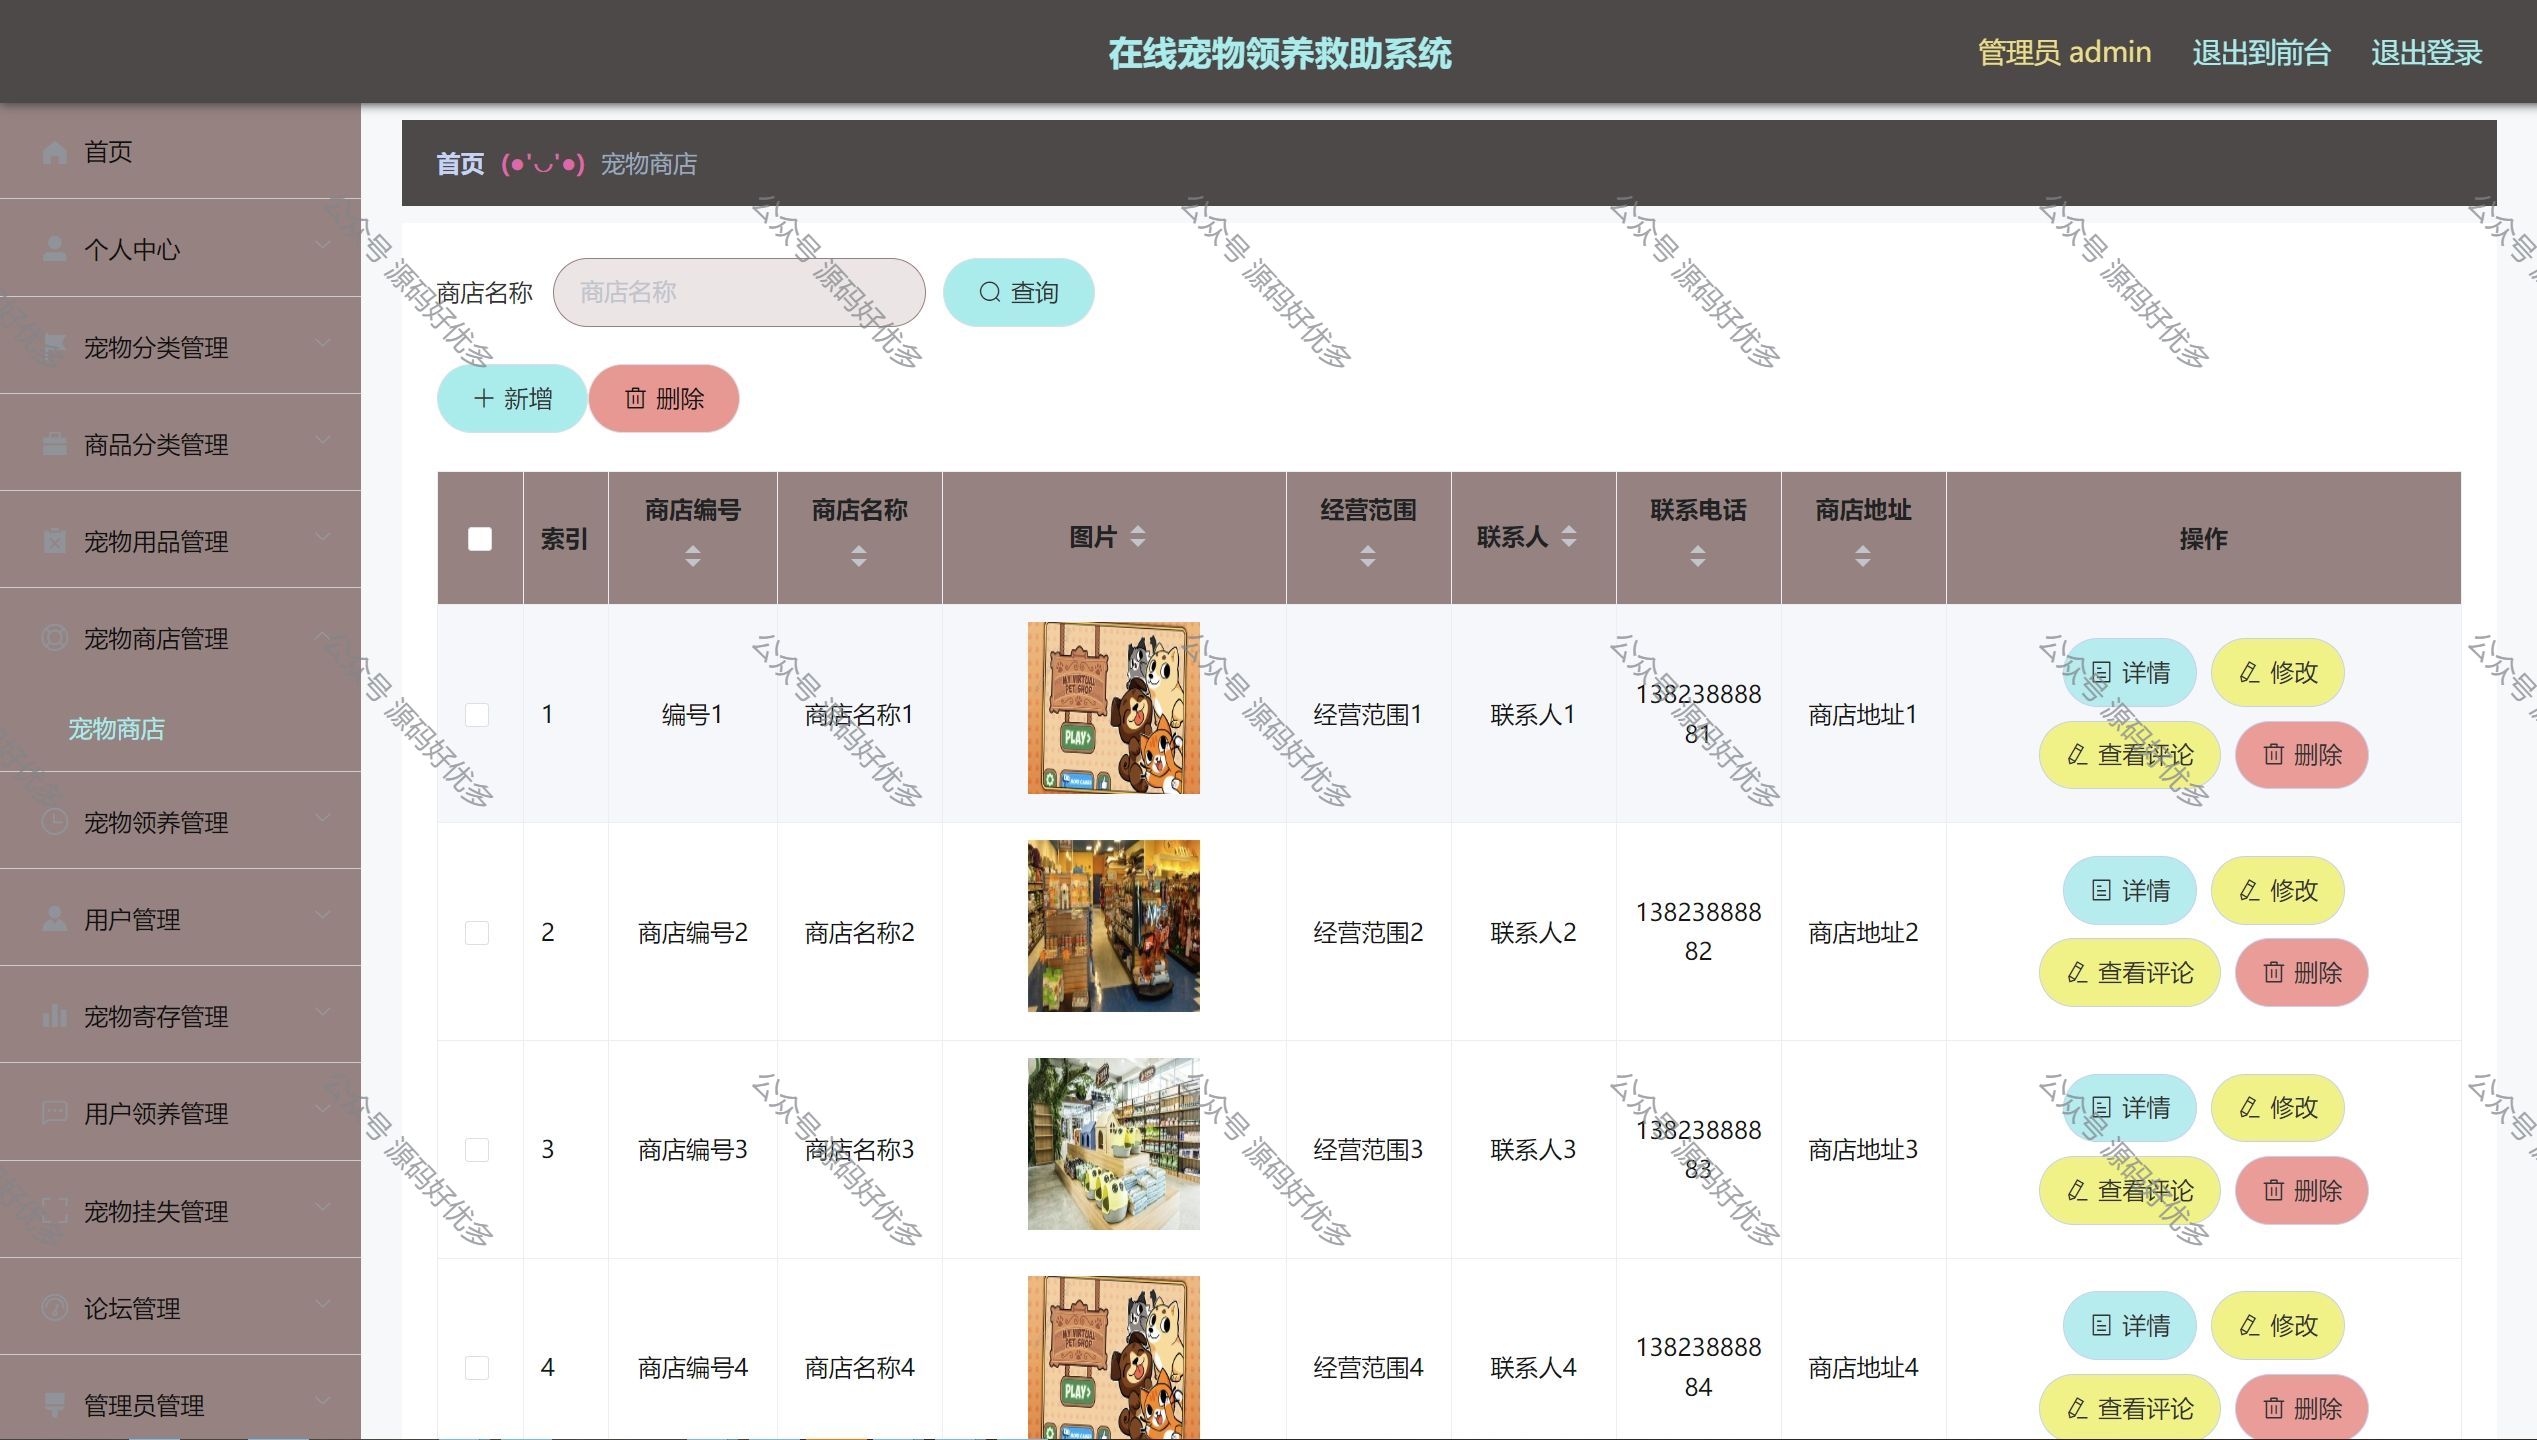 在线宠物领养救助系统
管理员 admin 退出到前台 退出登录
首页
个人中心
宠物分类管理
商品分类管理
宠物用品管理
宠物商店管理
宠物商店
宠物领养管理
用户管理
宠物寄存管理
用户领养管理
宠物挂失管理
论坛管理
管理员管理
首页 (●'◡'●) 宠物商店
商店名称 商店名称 查询
新增 删除
索引 商店编号 商店名称 图片 经营范围 联系人 联系电话 商店地址 操作
1 编号1 商店名称1 经营范围1 联系人1 13823888881 商店地址1 详情 修改
查看评论 删除
MY VIRTUAL
PET SHOP
PLAY>
2 商店编号2 商店名称2 经营范围2 联系人2 13823888882 商店地址2 详情 修改
查看评论 删除
3 商店编号3 商店名称3 经营范围3 联系人3 13823888883 商店地址3 详情 修改
查看评论 删除
4 商店编号4 商店名称4 经营范围4 联系人4 13823888884 商店地址4 详情 修改
查看评论 删除
MY VIRTUAL
PET SHOP
PLAY>
公众号 源码好优多